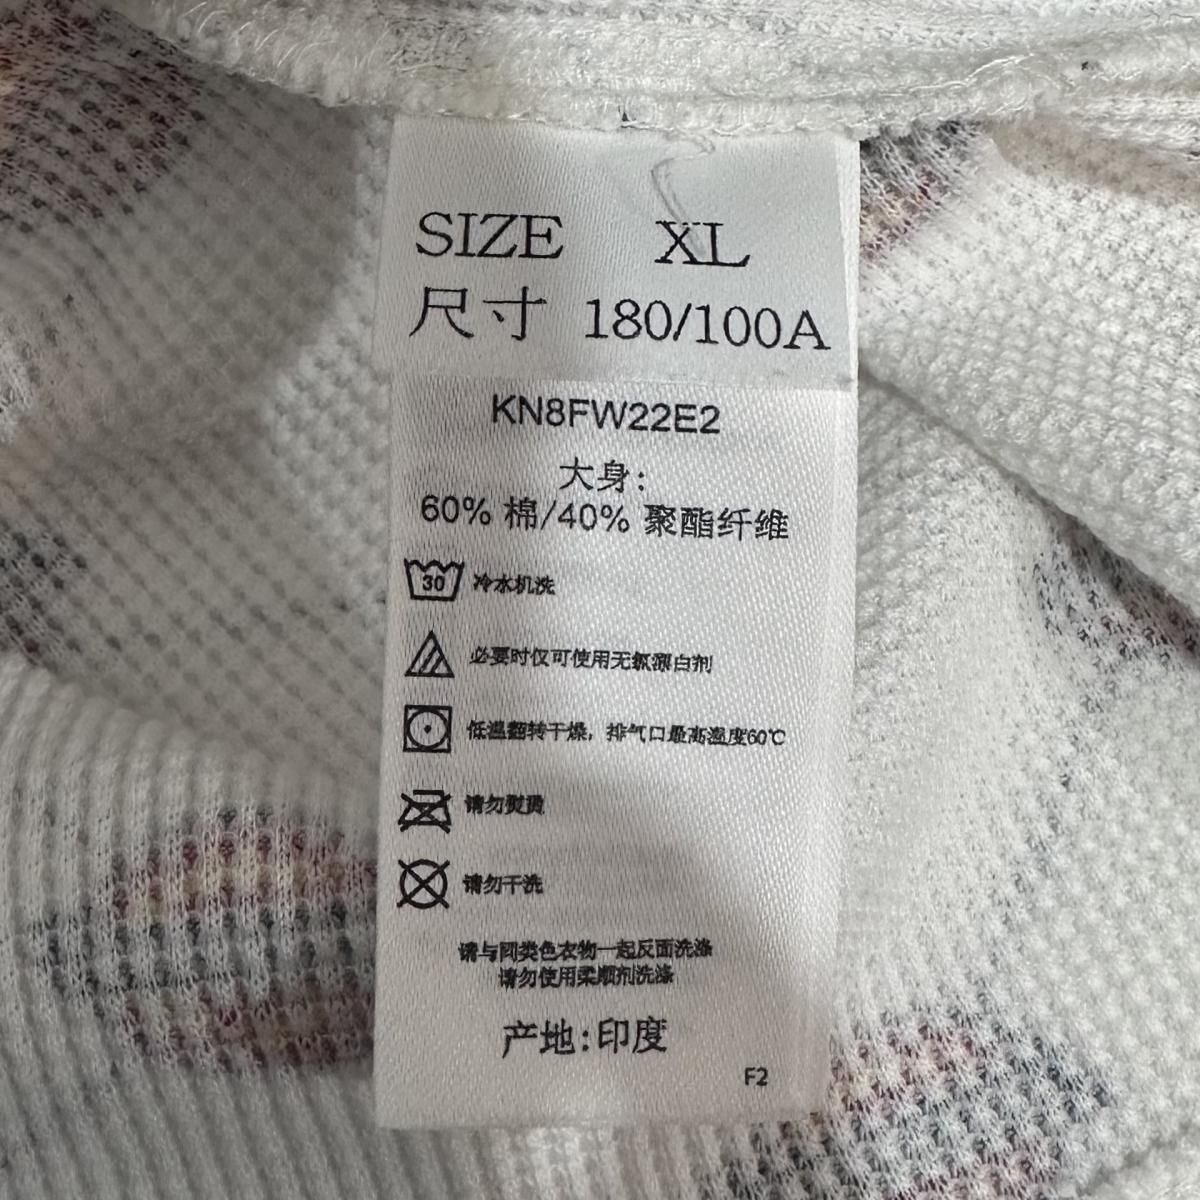 SIZE XL
尺寸 180/100A
KN8FW22E2
大身:
60% 棉/40% 聚酯纤维
30 冷水机洗
必要时仅可使用无氯漂白剂
低温翻转干燥，排气口最高温度60℃
请勿熨烫
请勿干洗
请与同类色衣物一起反面洗涤
请勿使用柔顺剂洗涤
产地:印度
F2